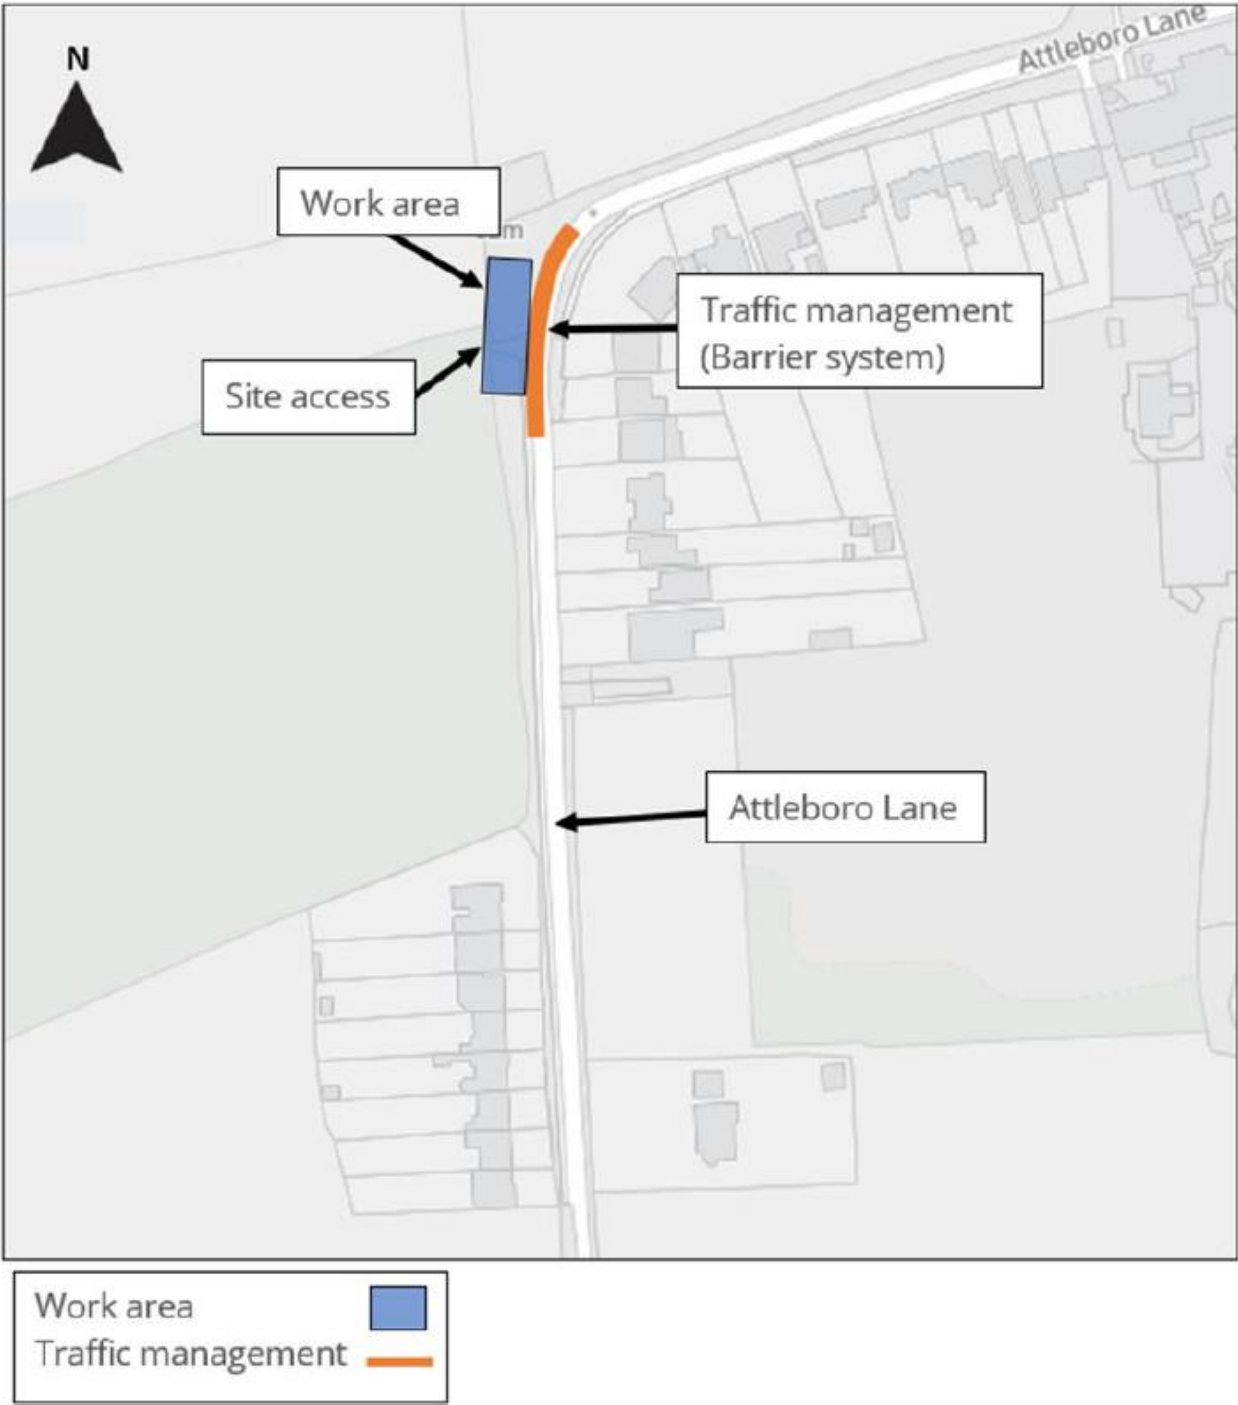 Attleboro Lane
N
Work area
Traffic management
(Barrier system)
Site access
Attleboro Lane
Work area
Traffic management